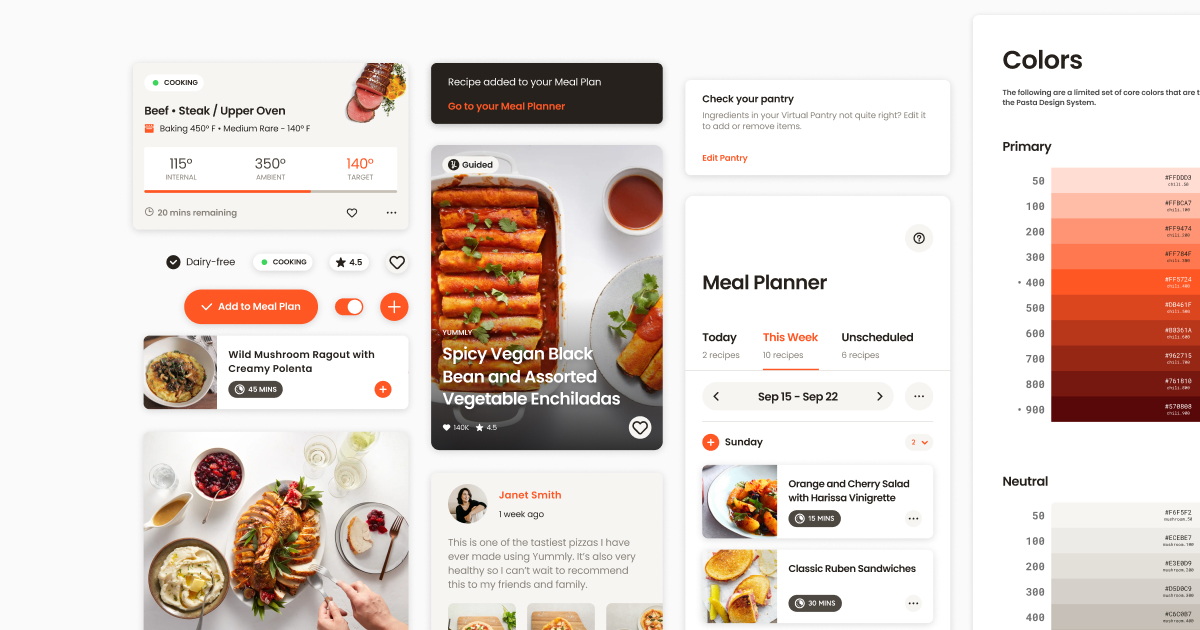 COOKING
Beef • Steak / Upper Oven
Baking 450° F • Medium Rare - 140° F
115°
350°
140°
INTERNAL
AMBIENT
TARGET
20 mins remaining
Dairy-free
COOKING
4.5
Add to Meal Plan
Wild Mushroom Ragout with
Creamy Polenta
45 MINS
Recipe added to your Meal Plan
Go to your Meal Planner
Guided
YUMMLY
Spicy Vegan Black
Bean and Assorted
Vegetable Enchiladas
140K
4.5
Janet Smith
1 week ago
This is one of the tastiest pizzas I have
ever made using Yummly. It's also very
healthy so I can't wait to recommend
this to my friends and family.
Check your pantry
Ingredients in your Virtual Pantry not quite right? Edit it
to add or remove items.
Edit Pantry
Meal Planner
Today
This Week
Unscheduled
2 recipes
10 recipes
6 recipes
Sep 15 - Sep 22
Sunday
2
Orange and Cherry Salad
with Harissa Vinigrette
15 MINS
Classic Ruben Sandwiches
30 MINS
Colors
The following are a limited set of core colors that are t
the Pasta Design System.
Primary
50
#FFDDD3
chili.50
100
#FFBCA7
chili.100
200
#FF9474
chili.200
300
#FF784F
chili.300
• 400
#FF5724
chili.400
500
#DB461F
chili.500
600
#B8361A
chili.600
700
#962715
chili.700
800
#761810
chili.800
• 900
#570808
chili.900
Neutral
50
#F6F5F2
mushroom.50
100
#ECEBE7
mushroom.100
200
#E3E0D9
mushroom.200
300
#D5D0C9
mushroom.300
400
#C6C0B7
mushroom.400